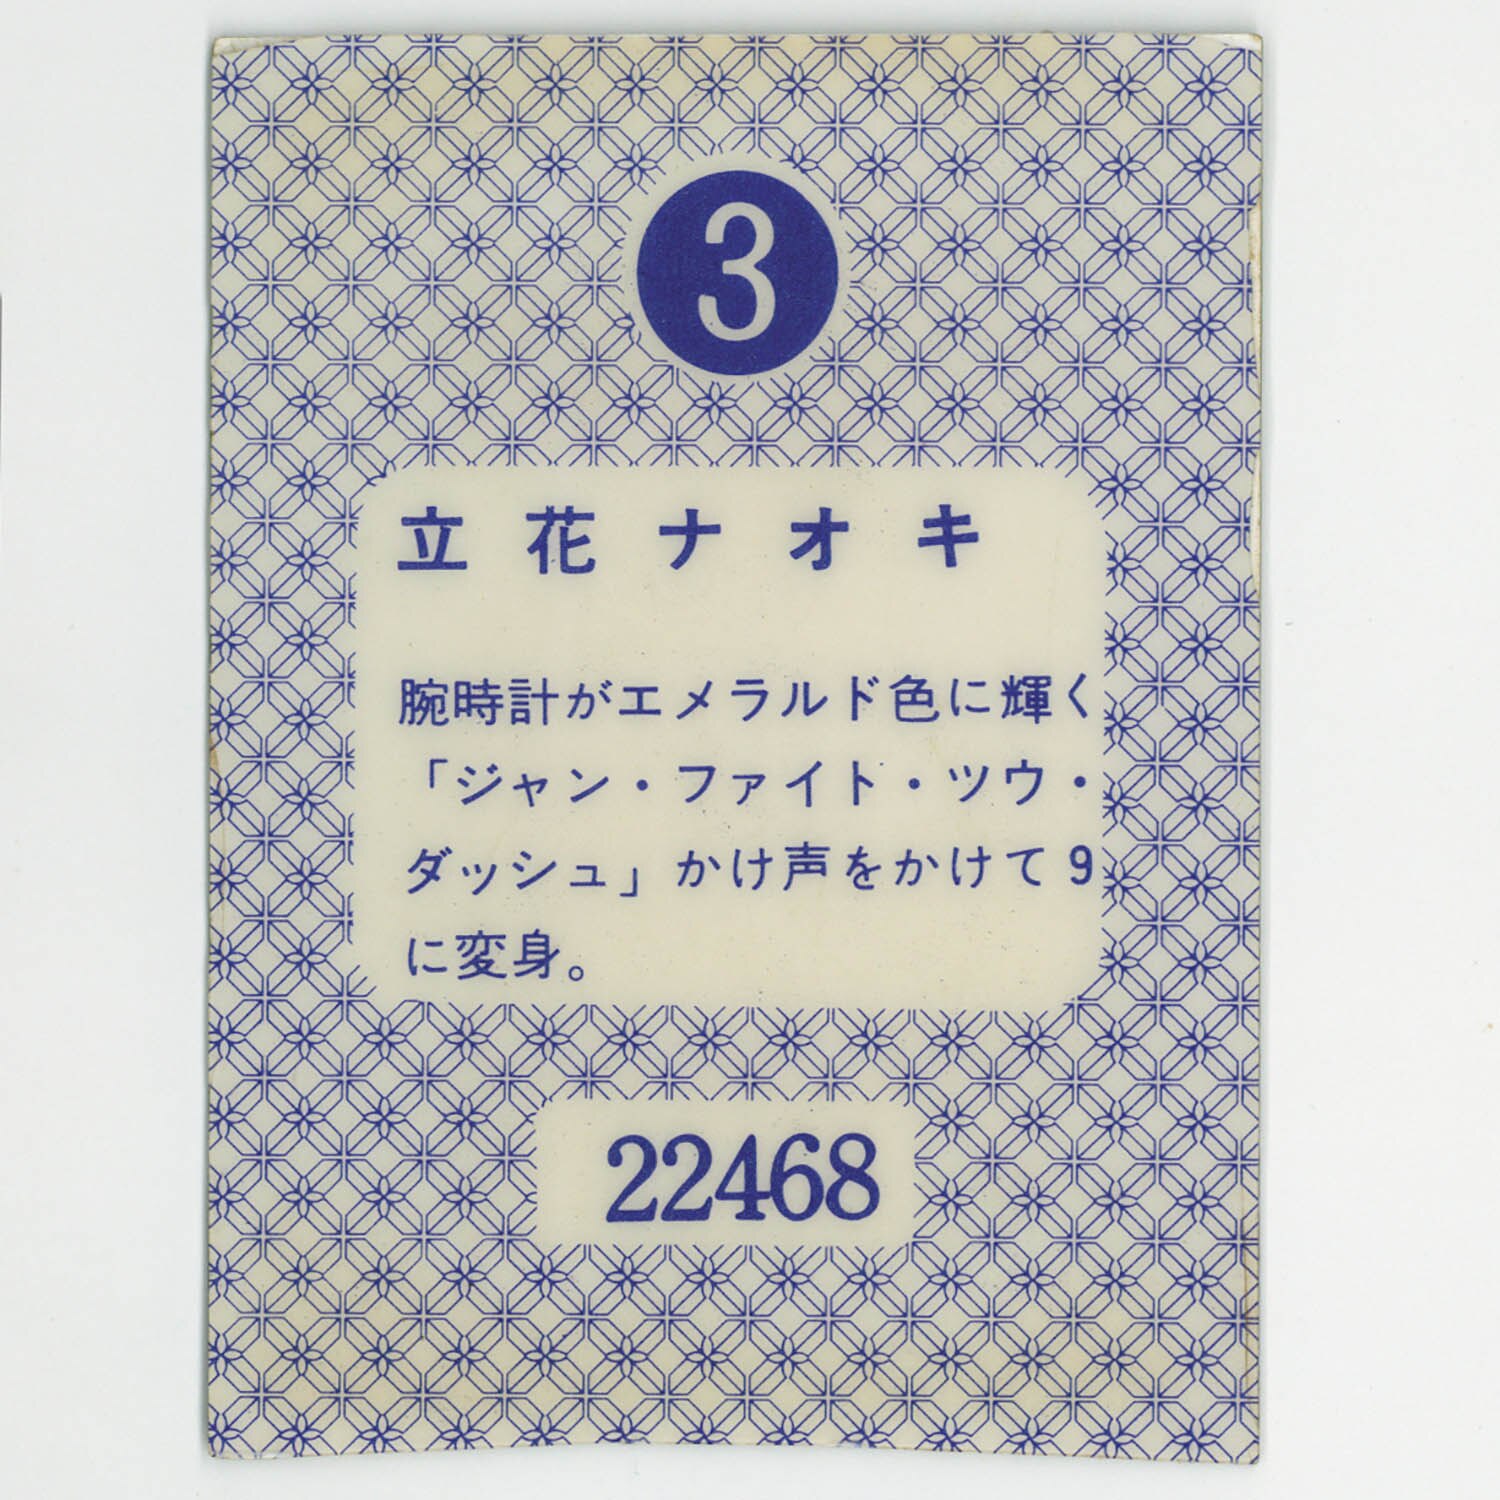 3
立花ナオキ
腕時計がエメラルド色に輝く
「ジャン・ファイト・ツウ・
ダッシュ」かけ声をかけて9
に変身。
22468